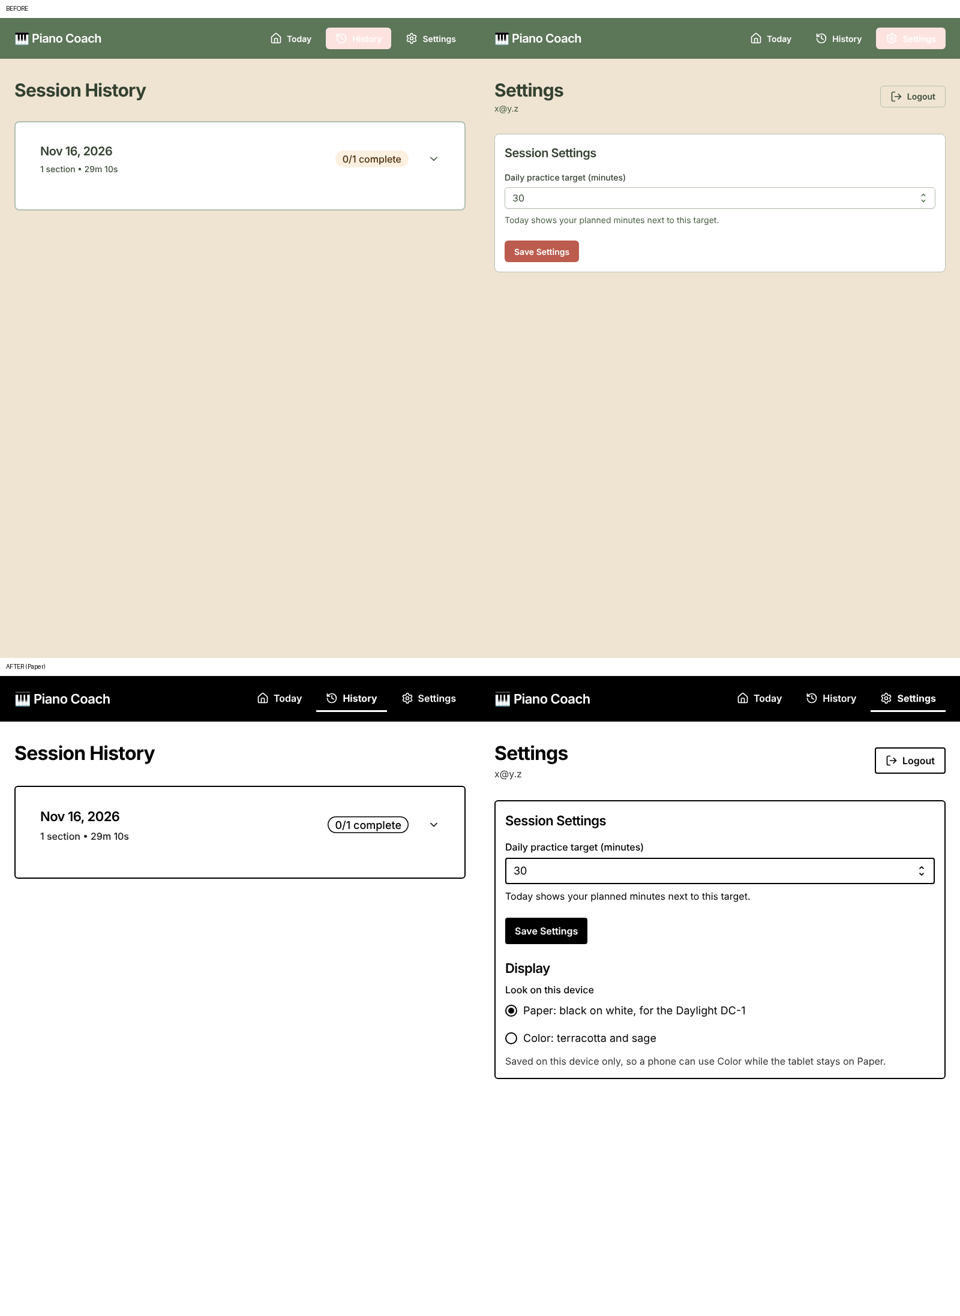 BEFORE
Piano Coach
Today
History
Settings
Session History
Nov 16, 2026
1 section • 29m 10s
0/1 complete
Piano Coach
Today
History
Settings
Settings
x@y.z
Logout
Session Settings
Daily practice target (minutes)
30
Today shows your planned minutes next to this target.
Save Settings
AFTER (Paper)
Piano Coach
Today
History
Settings
Session History
Nov 16, 2026
1 section • 29m 10s
0/1 complete
Piano Coach
Today
History
Settings
Settings
x@y.z
Logout
Session Settings
Daily practice target (minutes)
30
Today shows your planned minutes next to this target.
Save Settings
Display
Look on this device
Paper: black on white, for the Daylight DC-1
Color: terracotta and sage
Saved on this device only, so a phone can use Color while the tablet stays on Paper.